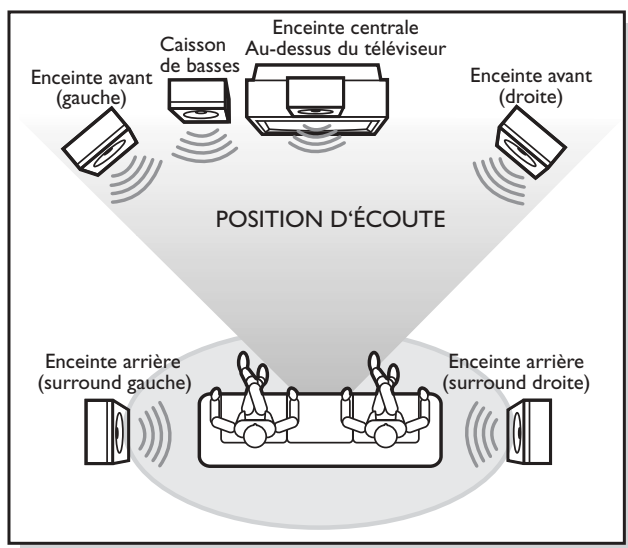 Enceinte centrale
Au-dessus du téléviseur
Caisson
de basses
Enceinte avant
(gauche)
Enceinte avant
(droite)
POSITION D‘ÉCOUTE
Enceinte arrière
(surround gauche)
Enceinte arrière
(surround droite)